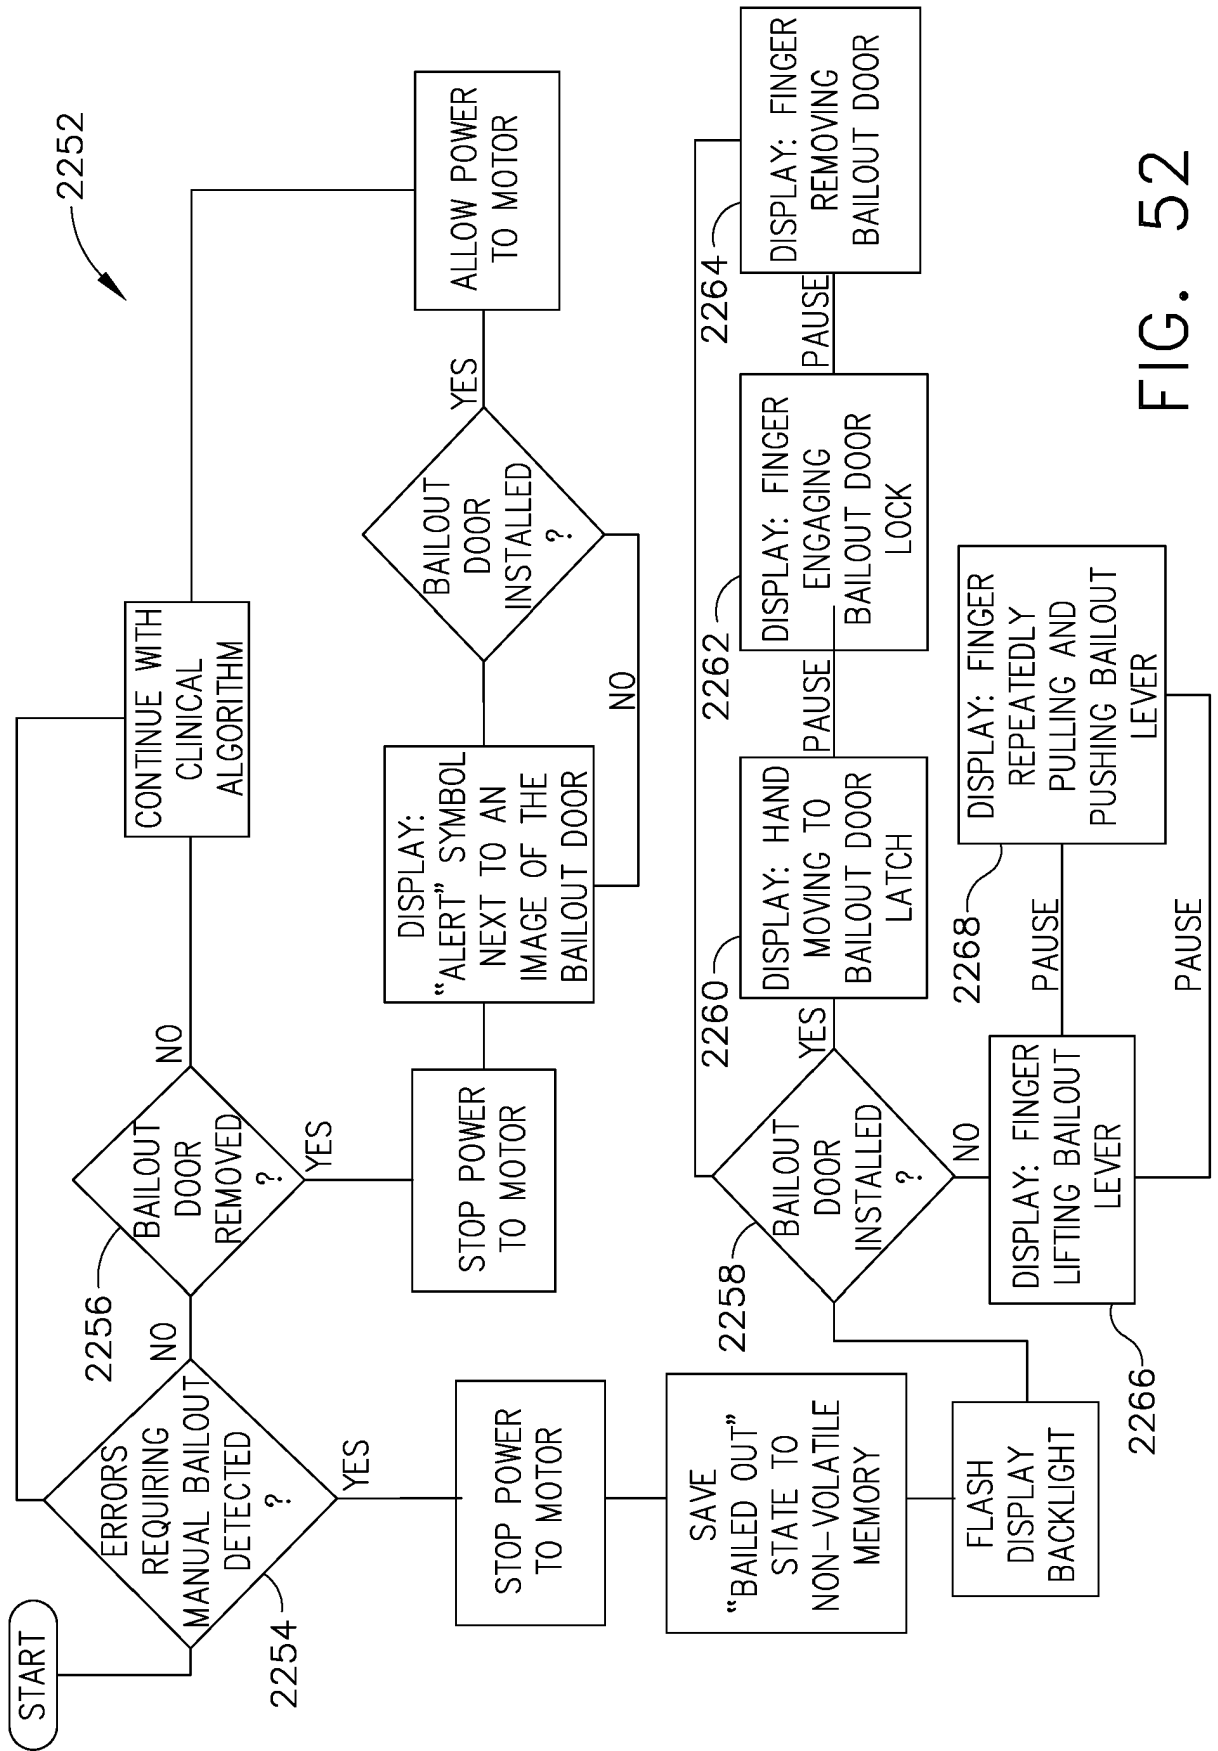 2252
START
ERRORS
REQUIRING
MANUAL BAILOUT
DETECTED
?
2254
NO
YES
BAILOUT
DOOR
REMOVED
?
2256
NO
YES
CONTINUE WITH
CLINICAL
ALGORITHM
STOP POWER
TO MOTOR
DISPLAY:
“ALERT” SYMBOL
NEXT TO AN
IMAGE OF THE
BAILOUT DOOR
BAILOUT
DOOR
INSTALLED
?
YES
NO
ALLOW POWER
TO MOTOR
STOP POWER
TO MOTOR
SAVE
“BAILED OUT”
STATE TO
NON-VOLATILE
MEMORY
FLASH
DISPLAY
BACKLIGHT
BAILOUT
DOOR
INSTALLED
?
2258
YES
NO
2260
DISPLAY: HAND
MOVING TO
BAILOUT DOOR
LATCH
PAUSE
2262
DISPLAY: FINGER
ENGAGING
BAILOUT DOOR
LOCK
PAUSE
2264
DISPLAY: FINGER
REMOVING
BAILOUT DOOR
DISPLAY: FINGER
LIFTING BAILOUT
LEVER
2266
PAUSE
PAUSE
2268
DISPLAY: FINGER
REPEATEDLY
PULLING AND
PUSHING BAILOUT
LEVER
FIG. 52